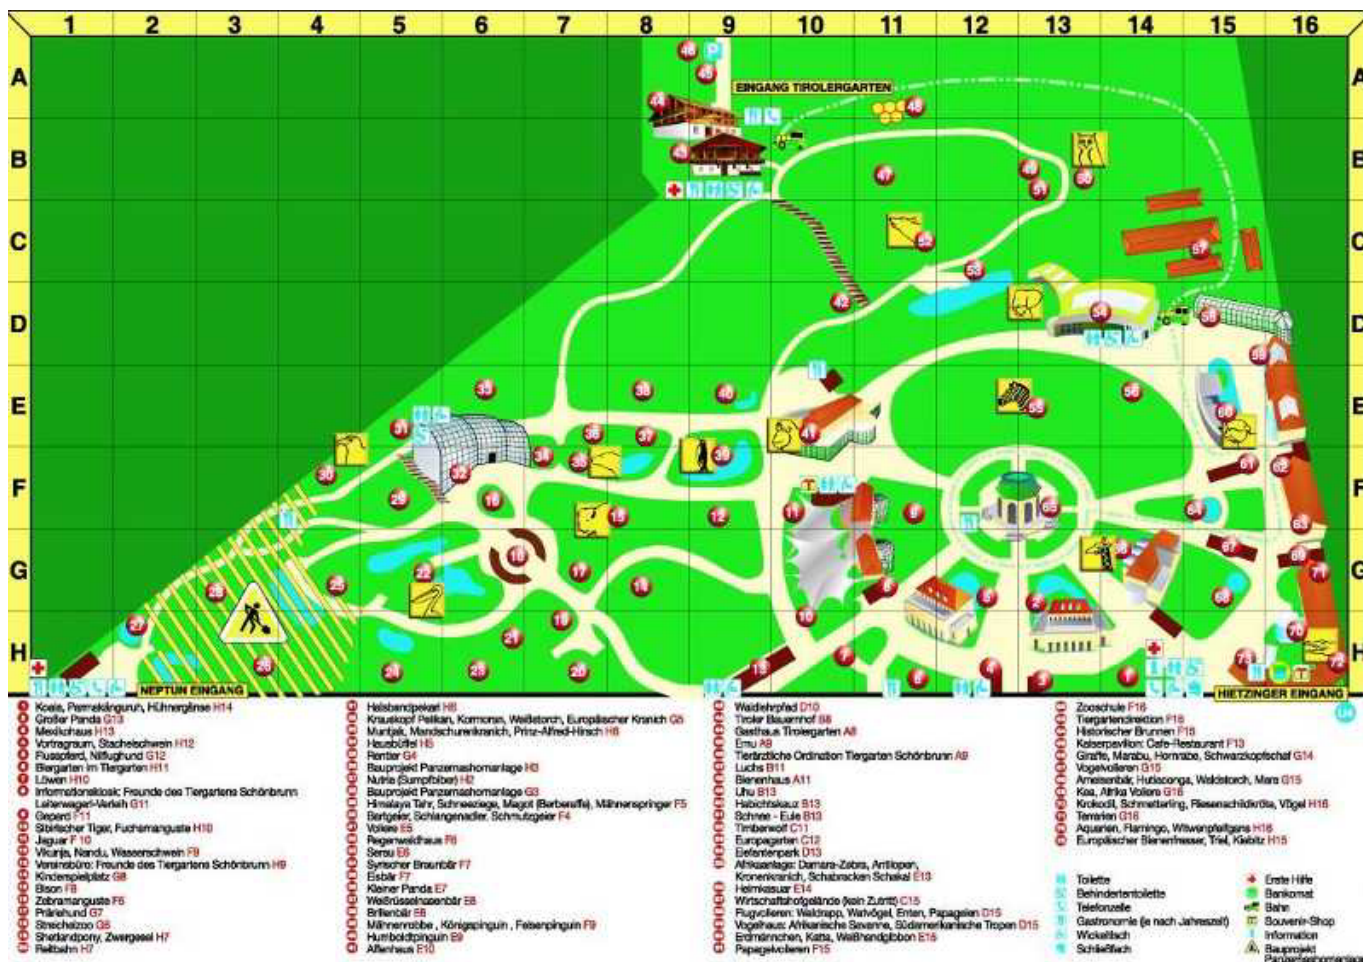 1 2 3 4 5 6 7 8 9 10 11 12 13 14 15 16
A
B
C
D
E
F
G
H
EINGANG TIROLERGARTEN
NEPTUN EINGANG
HIETZINGER EINGANG
U4
Koala, Parmakänguruh, Hühnergänse H14
Großer Panda G13
Mexikohaus H13
Vortragraum, Stachelschwein H12
Flusspferd, Nilflughund G12
Biergarten im Tiergarten H11
Löwen H10
Informationskiosk: Freunde des Tiergartens Schönbrunn
Leiterwagerl-Verleih G11
Gepard F11
Sibirischer Tiger, Fuchsmanguste H10
Jaguar F 10
Vikunja, Nandu, Wasserschwein F9
Vereinsbüro: Freunde des Tiergartens Schönbrunn H9
Kinderspielplatz G8
Bison F8
Zebramanguste F6
Präriehund G7
Streichelzoo G6
Shetlandpony, Zwergesel H7
Reitbahn H7
Halsbandpekari H6
Krauskopf Pelikan, Kormoran, Weißstorch, Europäischer Kranich G5
Muntjak, Mandschurenkranich, Prinz-Alfred-Hirsch H6
Hausbüffel H5
Rentier G4
Bauprojekt Panzernashornanlage H3
Nutria (Sumpfbiber) H2
Bauprojekt Panzernashornanlage G3
Himalaya Tahr, Schneeziege, Magot (Berberaffe), Mähnenspringer F5
Bartgeier, Schlangenadler, Schmutzgeier F4
Voliere E5
Regenwaldhaus F6
Serau E6
Syrischer Braunbär F7
Eisbär F7
Kleiner Panda E7
Weißrüsselnasenbär E8
Brillenbär E8
Mähnenrobbe, Königspinguin, Felsenpinguin F9
Humboldtpinguin E9
Affenhaus E10
Waldlehrpfad D10
Tiroler Bauernhof B8
Gasthaus Tirolergarten A8
Emu A9
Tierärztliche Ordination Tiergarten Schönbrunn A9
Luchs B11
Bienenhaus A11
Uhu B13
Habichtskauz B13
Schnee - Eule B13
Timberwolf C11
Europagarten C12
Elefantenpark D13
Afrikaanlage: Damara-Zebra, Antilopen,
Kronenkranich, Schabracken Schakal E13
Helmkasuar E14
Wirtschaftshofgelände (kein Zutritt) C15
Flugvolieren: Waldrapp, Watvögel, Enten, Papageien D15
Vogelhaus: Afrikanische Savanne, Südamerikanische Tropen D15
Erdmännchen, Katta, Weißhandgibbon E15
Papageivolieren F15
Zooschule F16
Tiergartendirektion F16
Historischer Brunnen F15
Kaiserpavillon: Cafe-Restaurant F13
Giraffe, Marabu, Hornrabe, Schwarzkopfschaf G14
Vogelvolieren G15
Ameisenbär, Hutiaconga, Waldstorch, Mara G15
Kea, Afrika Voliere G16
Krokodil, Schmetterling, Riesenschildkröte, Vögel H16
Terrarien G16
Aquarien, Flamingo, Witwenpfeifgans H16
Europäischer Bienenfresser, Triel, Kiebitz H15
Toilette
Behindertentoilette
Telefonzelle
Gastronomie (je nach Jahreszeit)
Wickeltisch
Schließfach
Erste Hilfe
Bankomat
Bahn
Souvenir-Shop
Information
Bauprojekt
Panzernashornanlage